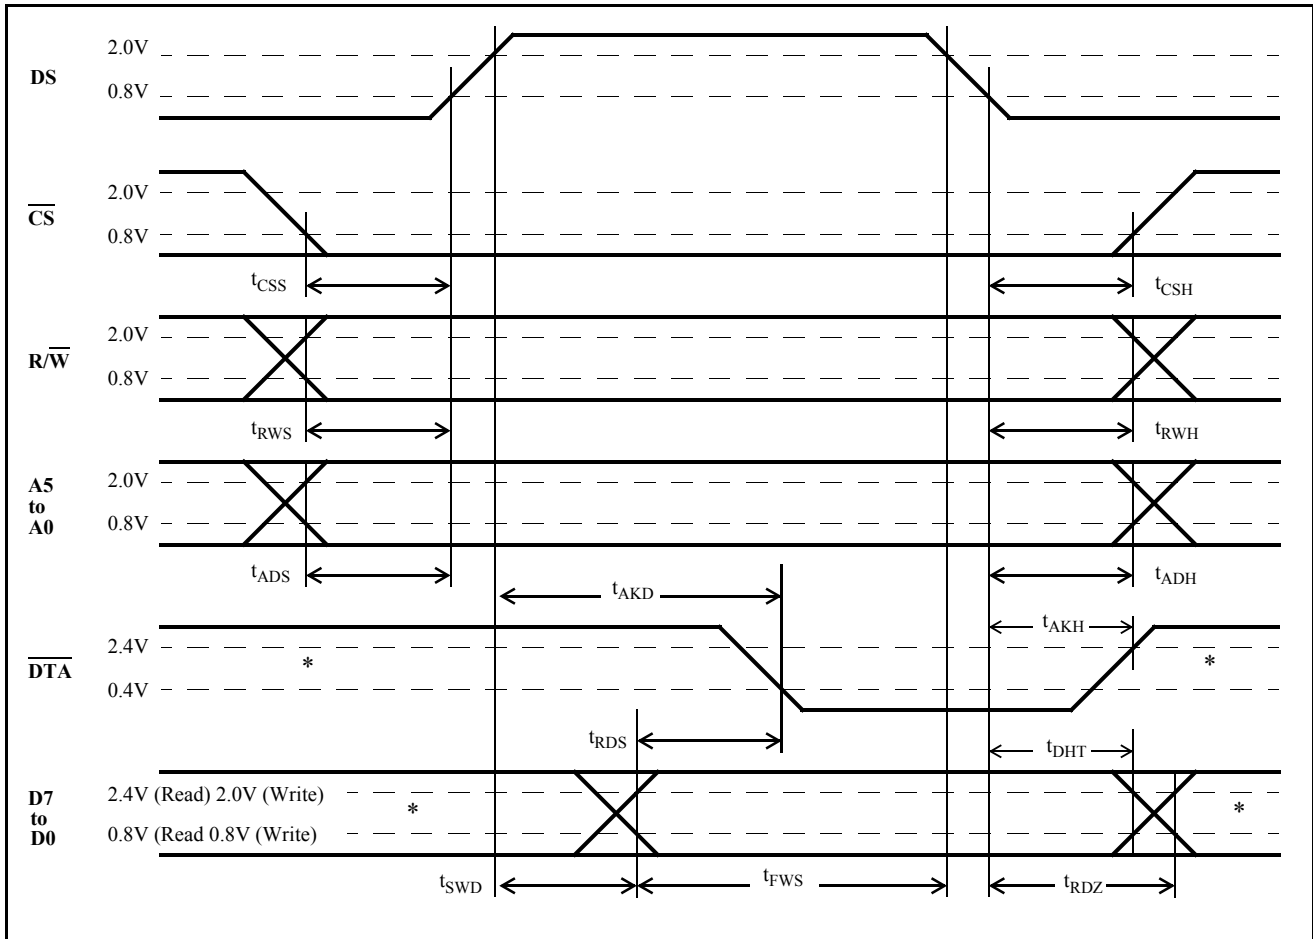 2.0V
DS
0.8V
2.0V
CS
0.8V
tCSS
tCSH
2.0V
R/W
0.8V
tRWS
tRWH
A5
to
A0
2.0V
0.8V
tADS
tADH
tAKD
tAKH
2.4V
DTA
*
*
0.4V
tRDS
tDHT
D7
to
D0
2.4V (Read) 2.0V (Write)
*
*
0.8V (Read 0.8V (Write)
tSWD
tFWS
tRDZ